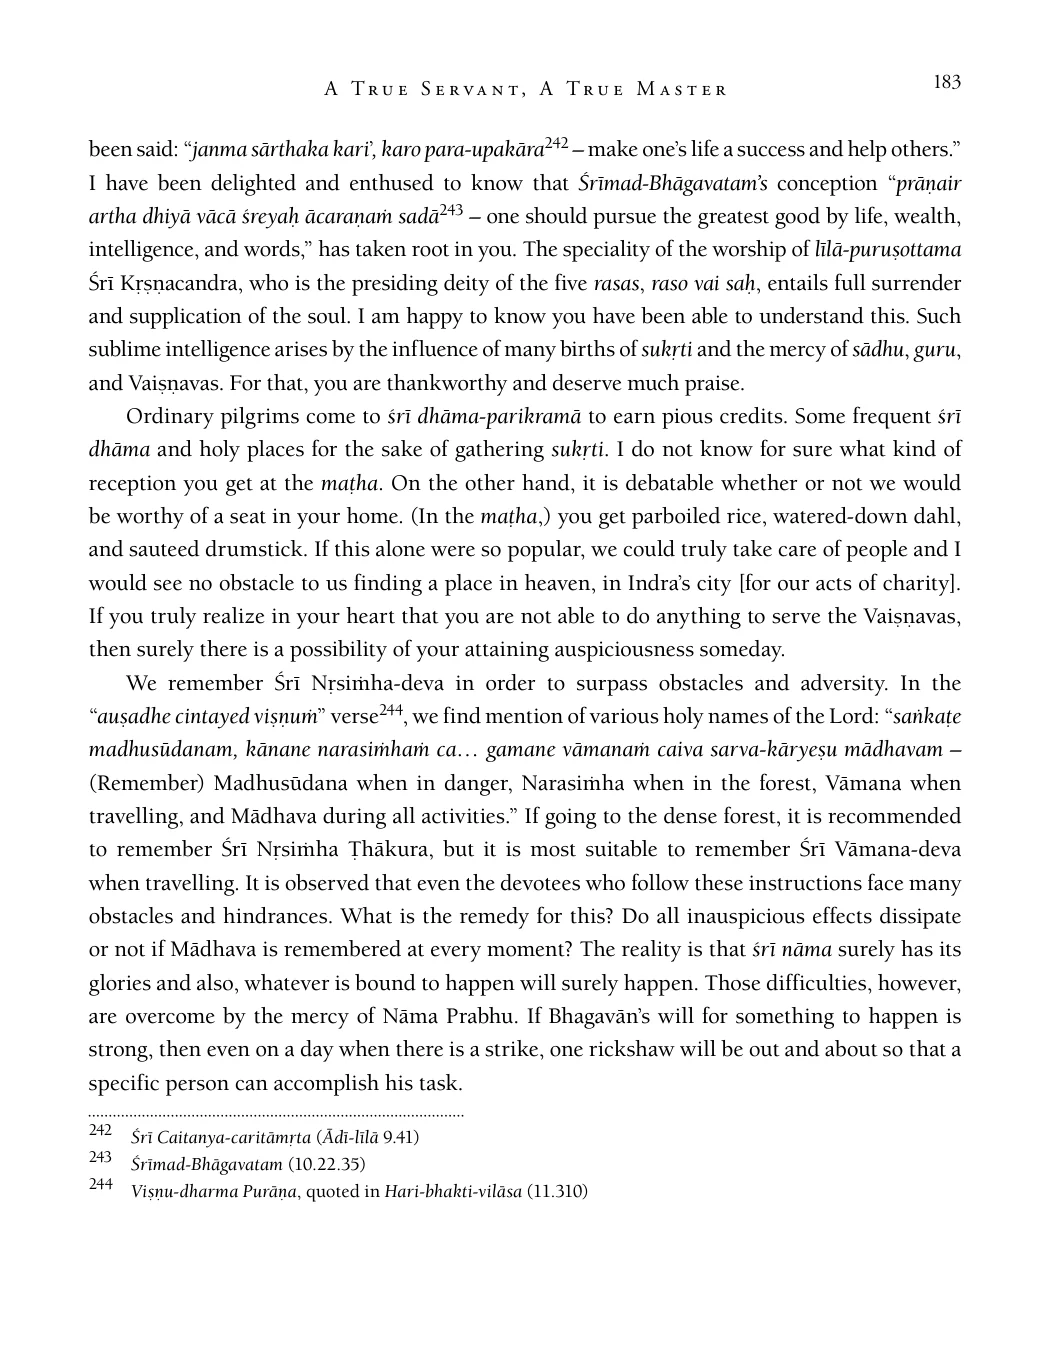 A True Servant, A True Master
183
been said: “janma sārthaka kari’, karo para-upakāra242 – make one’s life a success and help others.”
I have been delighted and enthused to know that Śrīmad-Bhāgavatam’s conception “prāṇair
artha dhiyā vācā śreyaḥ ācaraṇaṁ sadā243 – one should pursue the greatest good by life, wealth,
intelligence, and words,” has taken root in you. The speciality of the worship of līlā-puruṣottama
Śrī Kṛṣṇacandra, who is the presiding deity of the five rasas, raso vai saḥ, entails full surrender
and supplication of the soul. I am happy to know you have been able to understand this. Such
sublime intelligence arises by the influence of many births of sukṛti and the mercy of sādhu, guru,
and Vaiṣṇavas. For that, you are thankworthy and deserve much praise.
Ordinary pilgrims come to śrī dhāma-parikramā to earn pious credits. Some frequent śrī
dhāma and holy places for the sake of gathering sukṛti. I do not know for sure what kind of
reception you get at the maṭha. On the other hand, it is debatable whether or not we would
be worthy of a seat in your home. (In the maṭha,) you get parboiled rice, watered-down dahl,
and sauteed drumstick. If this alone were so popular, we could truly take care of people and I
would see no obstacle to us finding a place in heaven, in Indra’s city [for our acts of charity].
If you truly realize in your heart that you are not able to do anything to serve the Vaiṣṇavas,
then surely there is a possibility of your attaining auspiciousness someday.
We remember Śrī Nṛsiṁha-deva in order to surpass obstacles and adversity. In the
“auṣadhe cintayed viṣṇuṁ” verse244, we find mention of various holy names of the Lord: “saṅkaṭe
madhusūdanam, kānane narasiṁhaṁ ca… gamane vāmanaṁ caiva sarva-kāryeṣu mādhavam –
(Remember) Madhusūdana when in danger, Narasiṁha when in the forest, Vāmana when
travelling, and Mādhava during all activities.” If going to the dense forest, it is recommended
to remember Śrī Nṛsiṁha Ṭhākura, but it is most suitable to remember Śrī Vāmana-deva
when travelling. It is observed that even the devotees who follow these instructions face many
obstacles and hindrances. What is the remedy for this? Do all inauspicious effects dissipate
or not if Mādhava is remembered at every moment? The reality is that śrī nāma surely has its
glories and also, whatever is bound to happen will surely happen. Those difficulties, however,
are overcome by the mercy of Nāma Prabhu. If Bhagavān’s will for something to happen is
strong, then even on a day when there is a strike, one rickshaw will be out and about so that a
specific person can accomplish his task.
242 Śrī Caitanya-caritāmṛta (Ādī-līlā 9.41)
243 Śrīmad-Bhāgavatam (10.22.35)
244 Viṣṇu-dharma Purāṇa, quoted in Hari-bhakti-vilāsa (11.310)